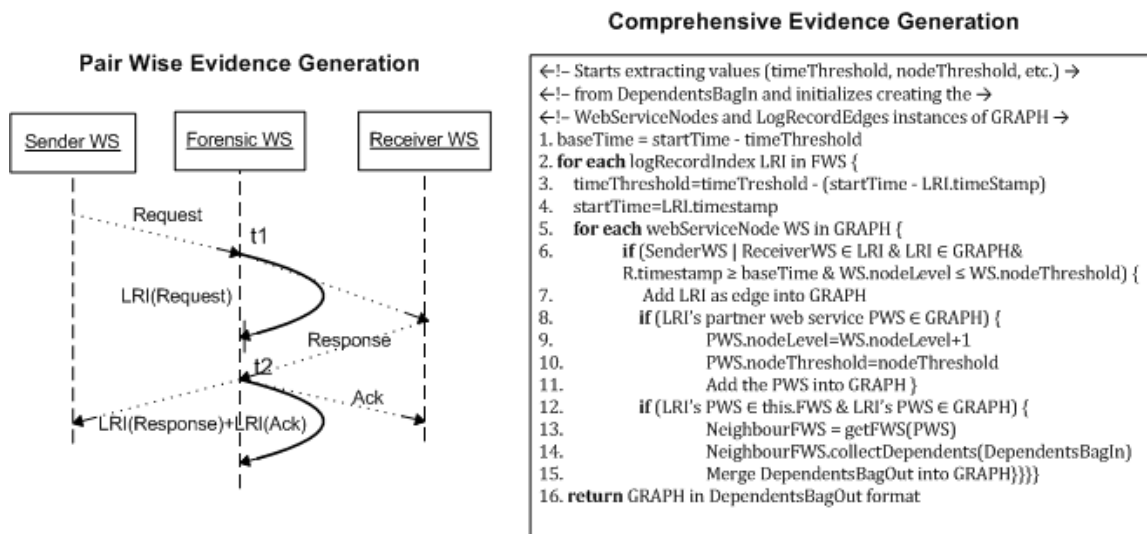 Pair Wise Evidence Generation
Sender WS
Forensic WS
Receiver WS
Request
t1
LRI(Request)
Response
t2
Ack
LRI(Response)+LRI(Ack)
Comprehensive Evidence Generation
<!– Starts extracting values (timeThreshold, nodeThreshold, etc.) →
<!– from DependentsBagIn and initializes creating the →
<!– WebServiceNodes and LogRecordEdges instances of GRAPH →
1. baseTime = startTime - timeThreshold
2. for each logRecordIndex LRI in FWS {
3. timeThreshold=timeTreshold - (startTime - LRI.timeStamp)
4. startTime=LRI.timestamp
5. for each webServiceNode WS in GRAPH {
6. if (SenderWS | ReceiverWS ∈ LRI & LRI ∈ GRAPH&
R.timestamp ≥ baseTime & WS.nodeLevel ≤ WS.nodeThreshold) {
7. Add LRI as edge into GRAPH
8. if (LRI's partner web service PWS ∈ GRAPH) {
9. PWS.nodeLevel=WS.nodeLevel+1
10. PWS.nodeThreshold=nodeThreshold
11. Add the PWS into GRAPH }
12. if (LRI's PWS ∈ this.FWS & LRI's PWS ∈ GRAPH) {
13. NeighbourFWS = getFWS(PWS)
14. NeighbourFWS.collectDependents(DependentsBagIn)
15. Merge DependentsBagOut into GRAPH}}}}
16. return GRAPH in DependentsBagOut format